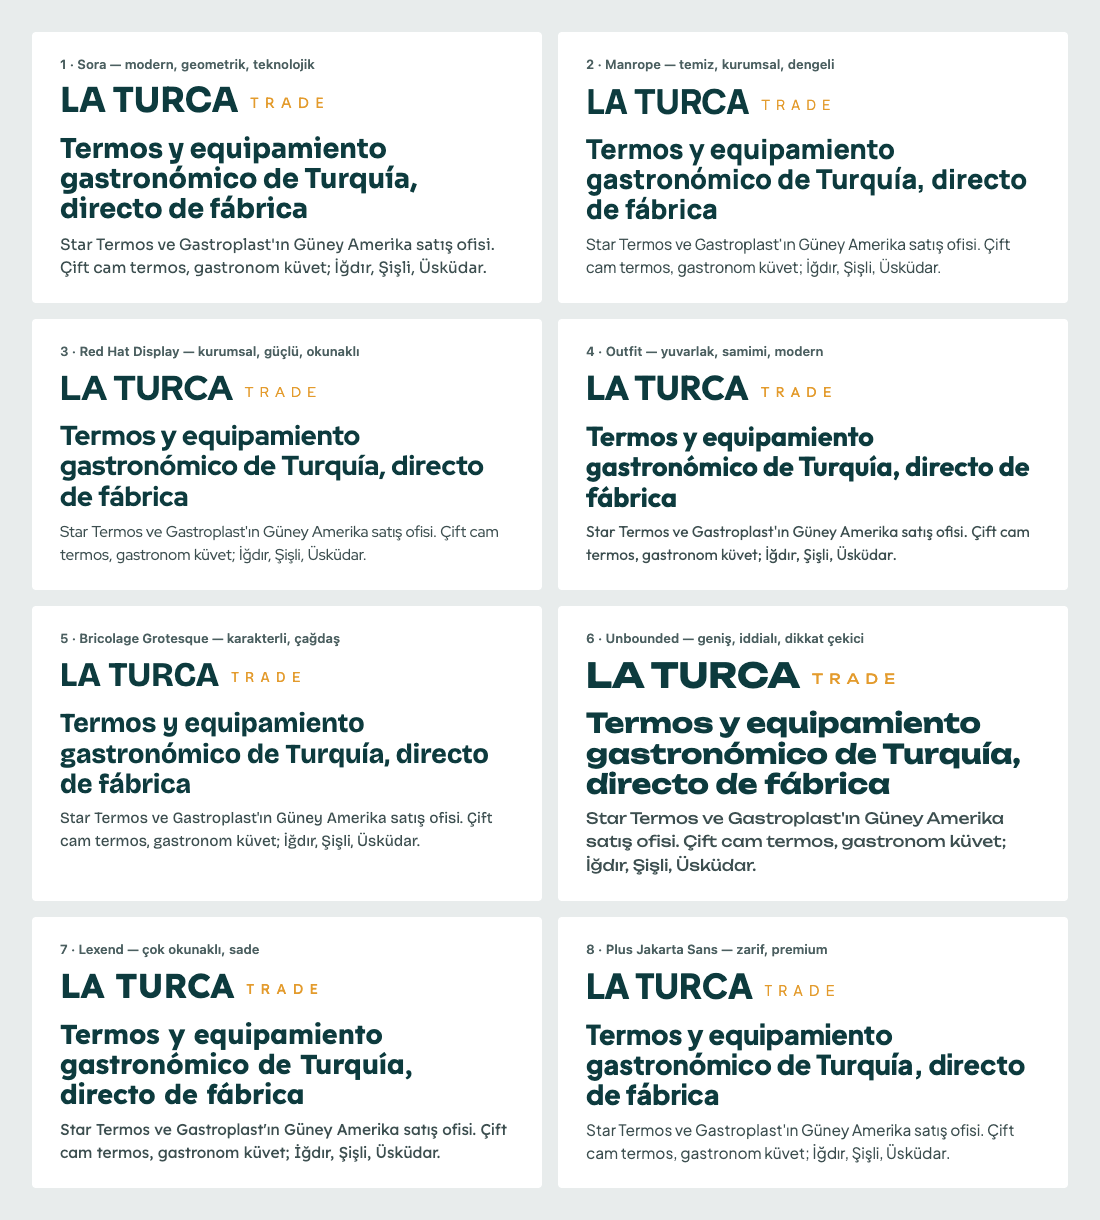 1 · Sora — modern, geometrik, teknolojik
LA TURCA TRADE
Termos y equipamiento
gastronómico de Turquía,
directo de fábrica
Star Termos ve Gastroplast'ın Güney Amerika satış ofisi.
Çift cam termos, gastronom küvet; İğdır, Şişli, Üsküdar.
2 · Manrope — temiz, kurumsal, dengeli
LA TURCA TRADE
Termos y equipamiento
gastronómico de Turquía, directo
de fábrica
Star Termos ve Gastroplast'ın Güney Amerika satış ofisi. Çift
cam termos, gastronom küvet; İğdır, Şişli, Üsküdar.
3 · Red Hat Display — kurumsal, güçlü, okunaklı
LA TURCA TRADE
Termos y equipamiento
gastronómico de Turquía, directo
de fábrica
Star Termos ve Gastroplast'ın Güney Amerika satış ofisi. Çift cam
termos, gastronom küvet; İğdır, Şişli, Üsküdar.
4 · Outfit — yuvarlak, samimi, modern
LA TURCA TRADE
Termos y equipamiento
gastronómico de Turquía, directo de
fábrica
Star Termos ve Gastroplast'ın Güney Amerika satış ofisi. Çift cam
termos, gastronom küvet; İğdır, Şişli, Üsküdar.
5 · Bricolage Grotesque — karakterli, çağdaş
LA TURCA TRADE
Termos y equipamiento
gastronómico de Turquía, directo
de fábrica
Star Termos ve Gastroplast'ın Güney Amerika satış ofisi. Çift
cam termos, gastronom küvet; İğdır, Şişli, Üsküdar.
6 · Unbounded — geniş, iddialı, dikkat çekici
LA TURCA TRADE
Termos y equipamiento
gastronómico de Turquía,
directo de fábrica
Star Termos ve Gastroplast'ın Güney Amerika
satış ofisi. Çift cam termos, gastronom küvet;
İğdır, Şişli, Üsküdar.
7 · Lexend — çok okunaklı, sade
LA TURCA TRADE
Termos y equipamiento
gastronómico de Turquía,
directo de fábrica
Star Termos ve Gastroplast'ın Güney Amerika satış ofisi. Çift
cam termos, gastronom küvet; İğdır, Şişli, Üsküdar.
8 · Plus Jakarta Sans — zarif, premium
LA TURCA TRADE
Termos y equipamiento
gastronómico de Turquía, directo
de fábrica
Star Termos ve Gastroplast'ın Güney Amerika satış ofisi. Çift
cam termos, gastronom küvet; İğdır, Şişli, Üsküdar.